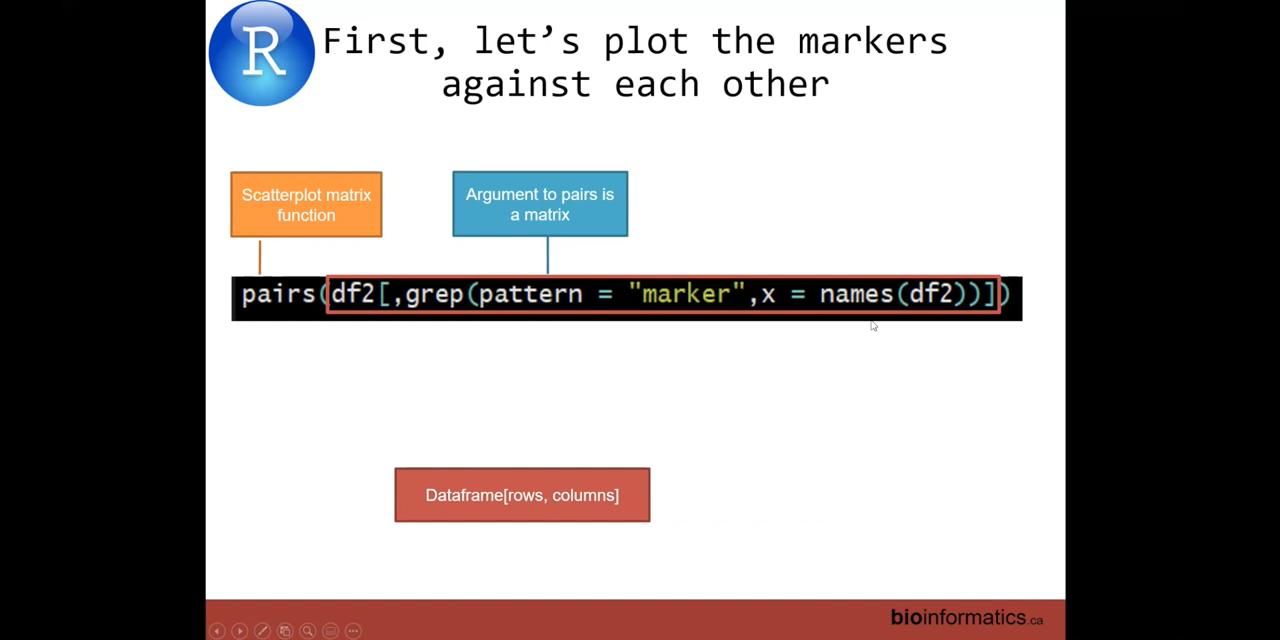 R
First, let’s plot the markers
against each other
Scatterplot matrix
function
Argument to pairs is
a matrix
pairs(df2[,grep(pattern = "marker",x = names(df2))])
Dataframe[rows, columns]
bioinformatics.ca